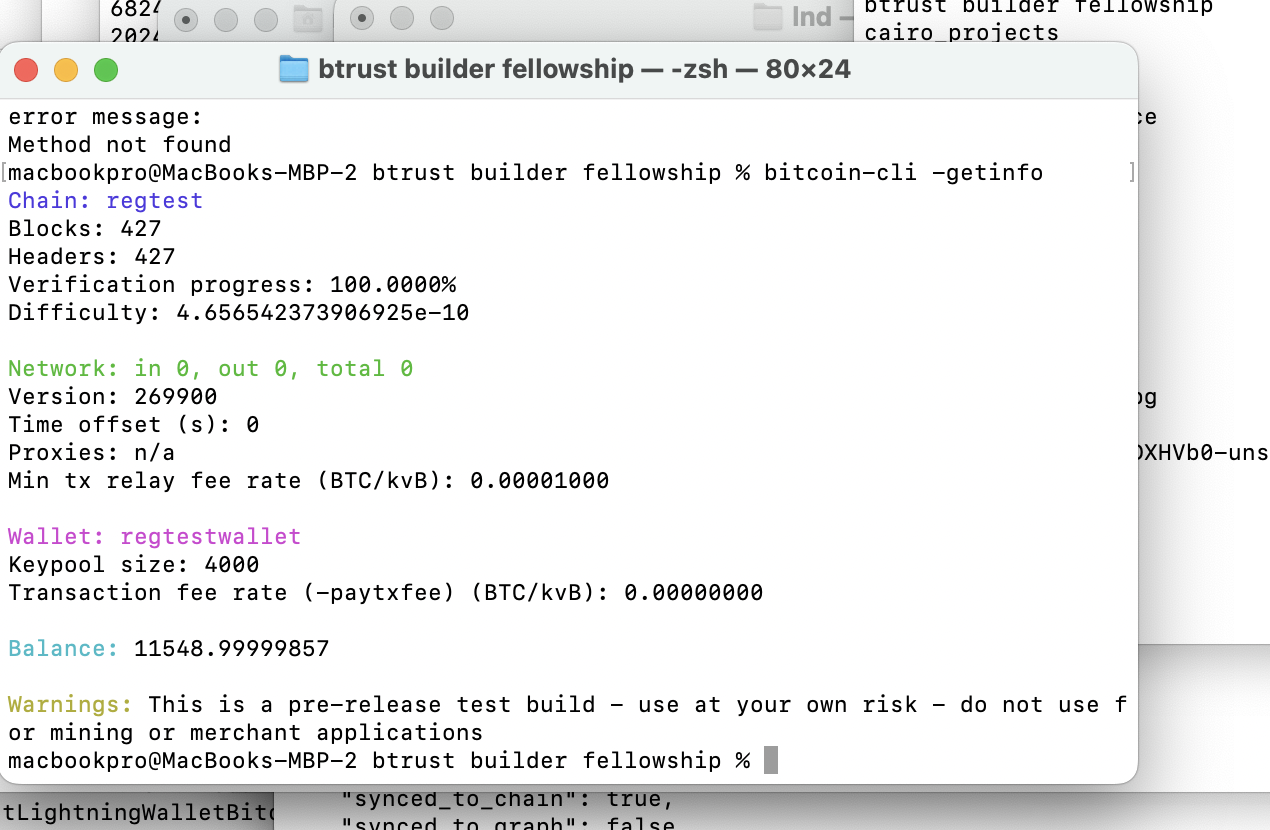 6824
2024
lnd —
btrust builder fellowship
cairo_projects
btrust builder fellowship — -zsh — 80×24
error message:
Method not found
[macbookpro@MacBooks-MBP-2 btrust builder fellowship % bitcoin-cli -getinfo ]
Chain: regtest
Blocks: 427
Headers: 427
Verification progress: 100.0000%
Difficulty: 4.656542373906925e-10
Network: in 0, out 0, total 0
Version: 269900
Time offset (s): 0
Proxies: n/a
Min tx relay fee rate (BTC/kvB): 0.00001000
Wallet: regtestwallet
Keypool size: 4000
Transaction fee rate (-paytxfee) (BTC/kvB): 0.00000000
Balance: 11548.99999857
Warnings: This is a pre-release test build - use at your own risk - do not use f
or mining or merchant applications
macbookpro@MacBooks-MBP-2 btrust builder fellowship %
ce
og
XHVb0-uns
tLightningWalletBitc
"synced_to_chain": true,
"synced_to_graph": false